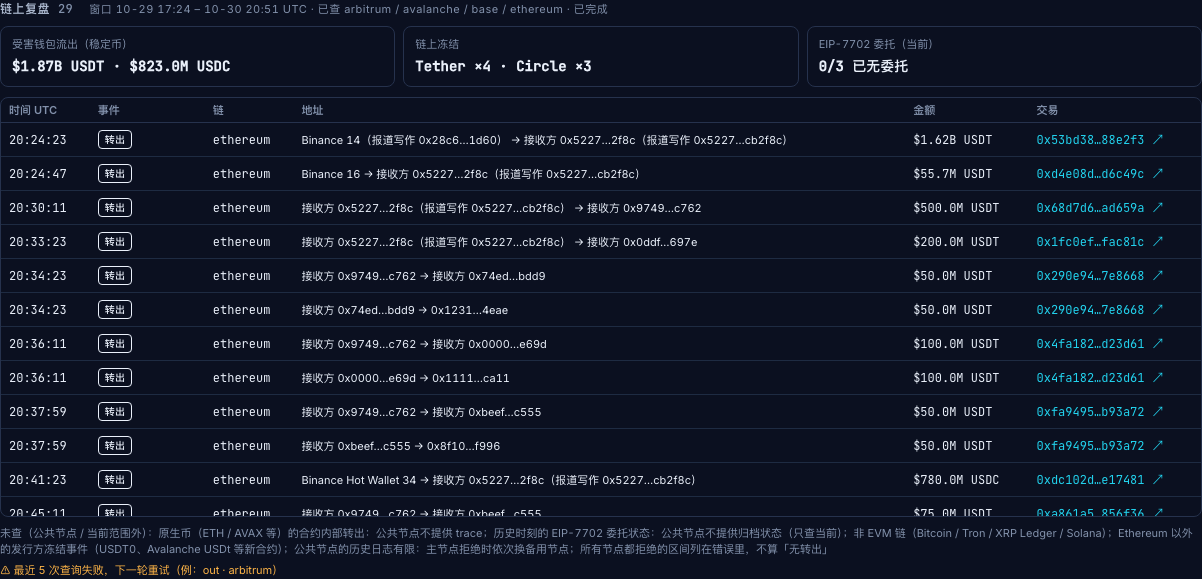 链上复盘 29 窗口 10-29 17:24 – 10-30 20:51 UTC · 已查 arbitrum / avalanche / base / ethereum · 已完成
受害钱包流出（稳定币） 链上冻结 EIP-7702 委托（当前）
$1.87B USDT · $823.0M USDC Tether ×4 · Circle ×3 0/3 已无委托
时间 UTC 事件 链 地址 金额 交易
20:24:23 转出 ethereum Binance 14（报道写作 0x28c6…1d60） → 接收方 0x5227…2f8c（报道写作 0x5227…cb2f8c） $1.62B USDT 0x53bd38…88e2f3 ↗
20:24:47 转出 ethereum Binance 16 → 接收方 0x5227…2f8c（报道写作 0x5227…cb2f8c） $55.7M USDT 0xd4e08d…d6c49c ↗
20:30:11 转出 ethereum 接收方 0x5227…2f8c（报道写作 0x5227…cb2f8c） → 接收方 0x9749…c762 $500.0M USDT 0x68d7d6…ad659a ↗
20:33:23 转出 ethereum 接收方 0x5227…2f8c（报道写作 0x5227…cb2f8c） → 接收方 0x0ddf…697e $200.0M USDT 0x1fc0ef…fac81c ↗
20:34:23 转出 ethereum 接收方 0x9749…c762 → 接收方 0x74ed…bdd9 $50.0M USDT 0x290e94…7e8668 ↗
20:34:23 转出 ethereum 接收方 0x74ed…bdd9 → 0x1231…4eae $50.0M USDT 0x290e94…7e8668 ↗
20:36:11 转出 ethereum 接收方 0x9749…c762 → 接收方 0x0000…e69d $100.0M USDT 0x4fa182…d23d61 ↗
20:36:11 转出 ethereum 接收方 0x0000…e69d → 0x1111…ca11 $100.0M USDT 0x4fa182…d23d61 ↗
20:37:59 转出 ethereum 接收方 0x9749…c762 → 接收方 0xbeef…c555 $50.0M USDT 0xfa9495…b93a72 ↗
20:37:59 转出 ethereum 接收方 0xbeef…c555 → 0x8f10…f996 $50.0M USDT 0xfa9495…b93a72 ↗
20:41:23 转出 ethereum Binance Hot Wallet 34 → 接收方 0x5227…2f8c（报道写作 0x5227…cb2f8c） $780.0M USDC 0xdc102d…e17481 ↗
20:45:11 转出 ethereum 接收方 0x9749…c762 → 接收方 0xbeef…c555 $75.0M USDT 0xa861a5…856f36 ↗
未查（公共节点 / 当前范围外）：原生币（ETH / AVAX 等）的合约内部转出：公共节点不提供 trace；历史时刻的 EIP-7702 委托状态：公共节点不提供归档状态（只查当前）；非 EVM 链（Bitcoin / Tron / XRP Ledger / Solana）；Ethereum 以外
的发行方冻结事件（USDT0、Avalanche USDt 等新合约）；公共节点的历史日志有限：主节点拒绝时依次换备用节点；所有节点都拒绝的区间列在错误里，不算「无转出」
⚠ 最近 5 次查询失败，下一轮重试（例：out · arbitrum）